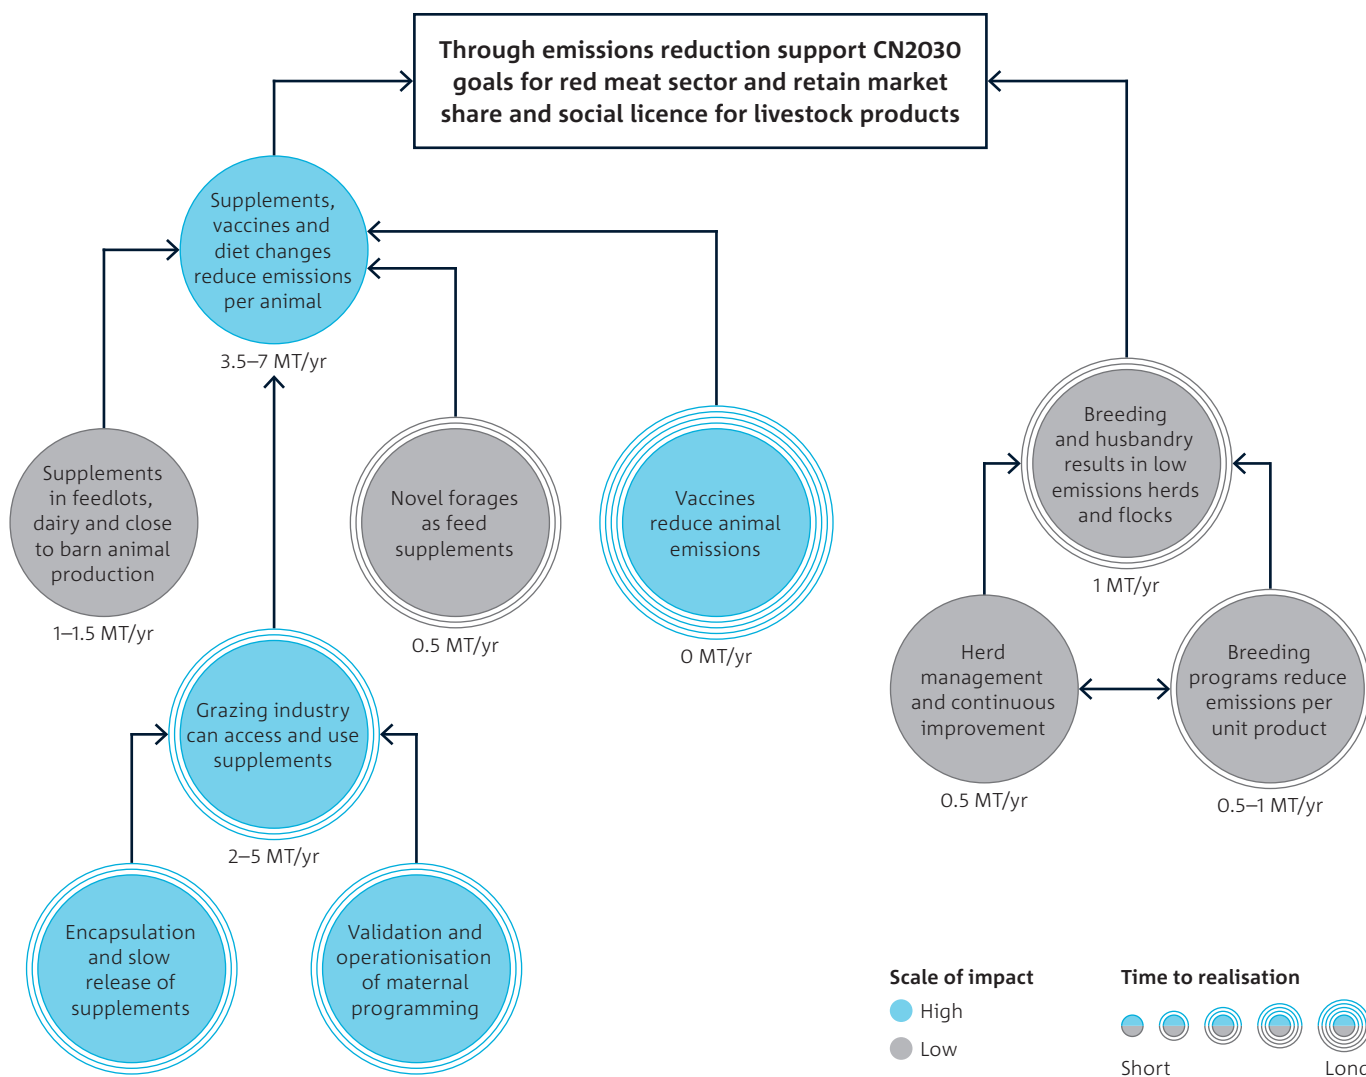 Through emissions reduction support CN2030
goals for red meat sector and retain market
share and social licence for livestock products
Supplements,
vaccines and
diet changes
reduce emissions
per animal
3.5–7 MT/yr
Supplements
in feedlots,
dairy and close
to barn animal
production
1–1.5 MT/yr
Novel forages
as feed
supplements
0.5 MT/yr
Vaccines
reduce animal
emissions
0 MT/yr
Breeding
and husbandry
results in low
emissions herds
and flocks
1 MT/yr
Grazing industry
can access and use
supplements
2–5 MT/yr
Herd
management
and continuous
improvement
0.5 MT/yr
Breeding
programs reduce
emissions per
unit product
0.5–1 MT/yr
Encapsulation
and slow
release of
supplements
Validation and
operationisation
of maternal
programming
Scale of impact
High
Low
Time to realisation
Short
Long